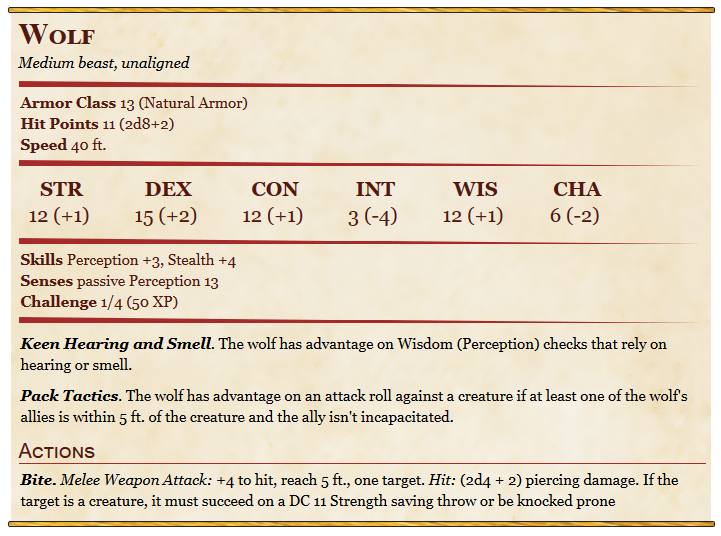 Wolf
Medium beast, unaligned
Armor Class 13 (Natural Armor)
Hit Points 11 (2d8+2)
Speed 40 ft.
STR DEX CON INT WIS CHA
12 (+1) 15 (+2) 12 (+1) 3 (-4) 12 (+1) 6 (-2)
Skills Perception +3, Stealth +4
Senses passive Perception 13
Challenge 1/4 (50 XP)
Keen Hearing and Smell. The wolf has advantage on Wisdom (Perception) checks that rely on
hearing or smell.
Pack Tactics. The wolf has advantage on an attack roll against a creature if at least one of the wolf's
allies is within 5 ft. of the creature and the ally isn't incapacitated.
Actions
Bite. Melee Weapon Attack: +4 to hit, reach 5 ft., one target. Hit: (2d4 + 2) piercing damage. If the
target is a creature, it must succeed on a DC 11 Strength saving throw or be knocked prone